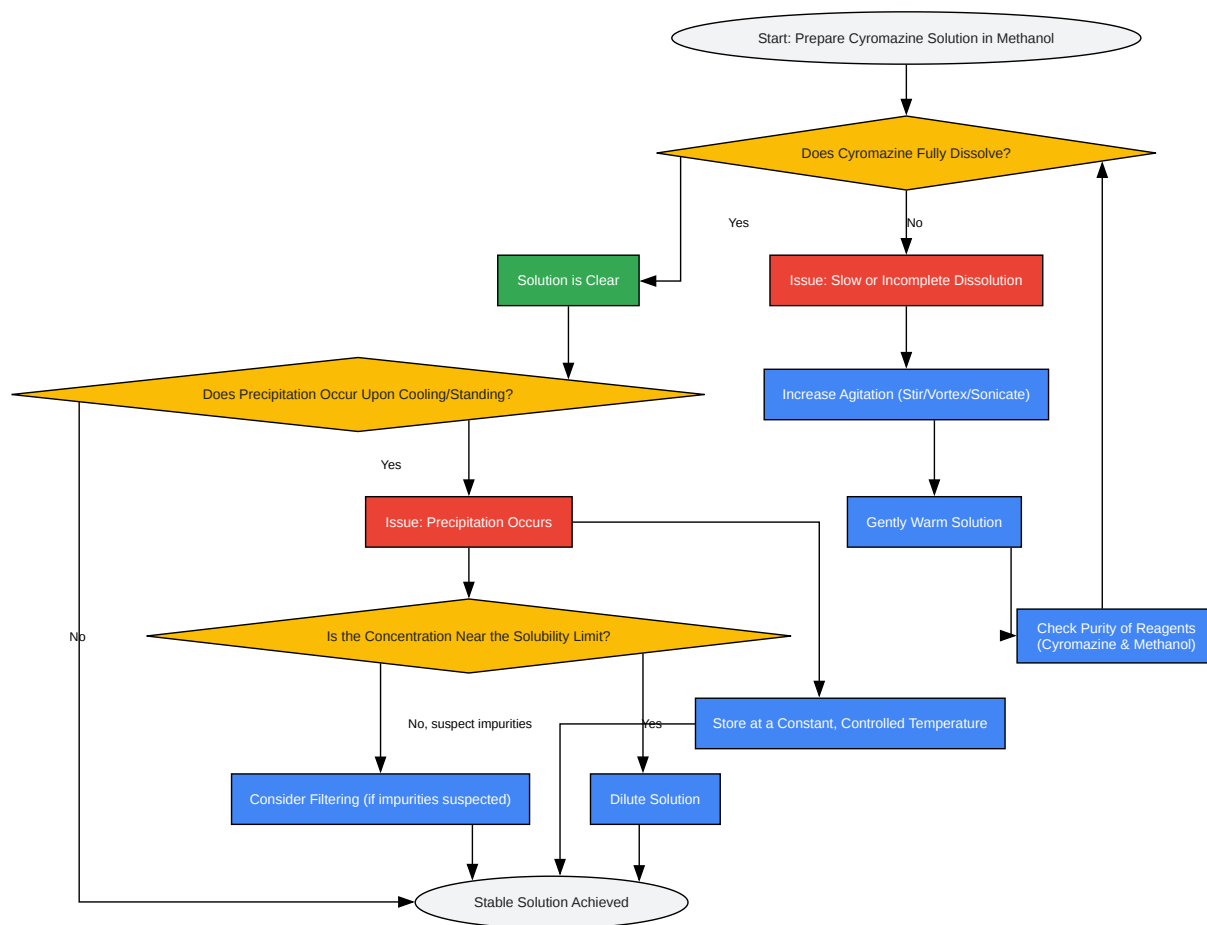 Start: Prepare Cyromazine Solution in Methanol
Does Cyromazine Fully Dissolve?
Yes
No
Solution is Clear
Issue: Slow or Incomplete Dissolution
Does Precipitation Occur Upon Cooling/Standing?
Increase Agitation (Stir/Vortex/Sonicate)
Yes
Issue: Precipitation Occurs
Gently Warm Solution
No
Is the Concentration Near the Solubility Limit?
Check Purity of Reagents
(Cyromazine & Methanol)
No, suspect impurities
Yes
Store at a Constant, Controlled Temperature
Consider Filtering (if impurities suspected)
Dilute Solution
Stable Solution Achieved